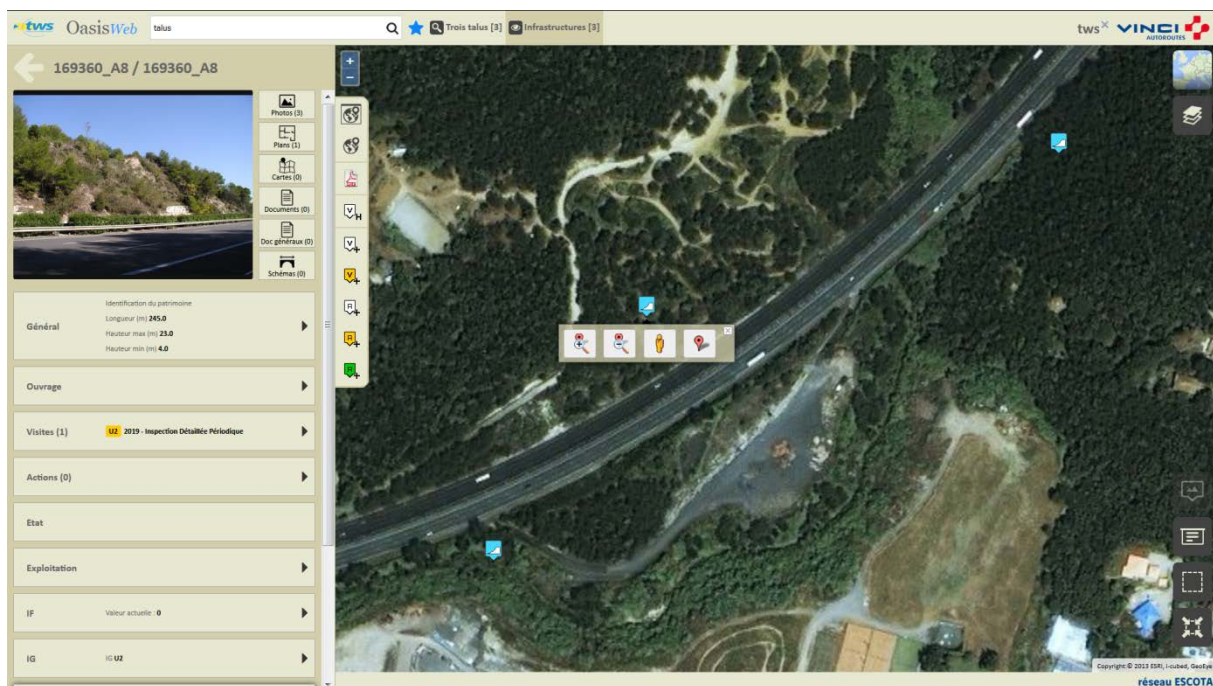 tws OasisWeb talus Trois talus [3] Infrastructures [3] tws× VINCI
AUTOROUTES
169360_A8 / 169360_A8
Photos (3)
Plans (1)
Cartes (0)
Documents (0)
Doc généraux (0)
Schémas (0)
Général
Identification du patrimoine
Longueur (m) 245.0
Hauteur max (m) 23.0
Hauteur min (m) 4.0
Ouvrage
Visites (1) U2 2019 - Inspection Détaillée Périodique
Actions (0)
Etat
Exploitation
IF Valeur actuelle : 0
IG IG U2
V H
V
V
R
R
R
Copyright:© 2013 ESRI, i-cubed, GeoEye
réseau ESCOTA